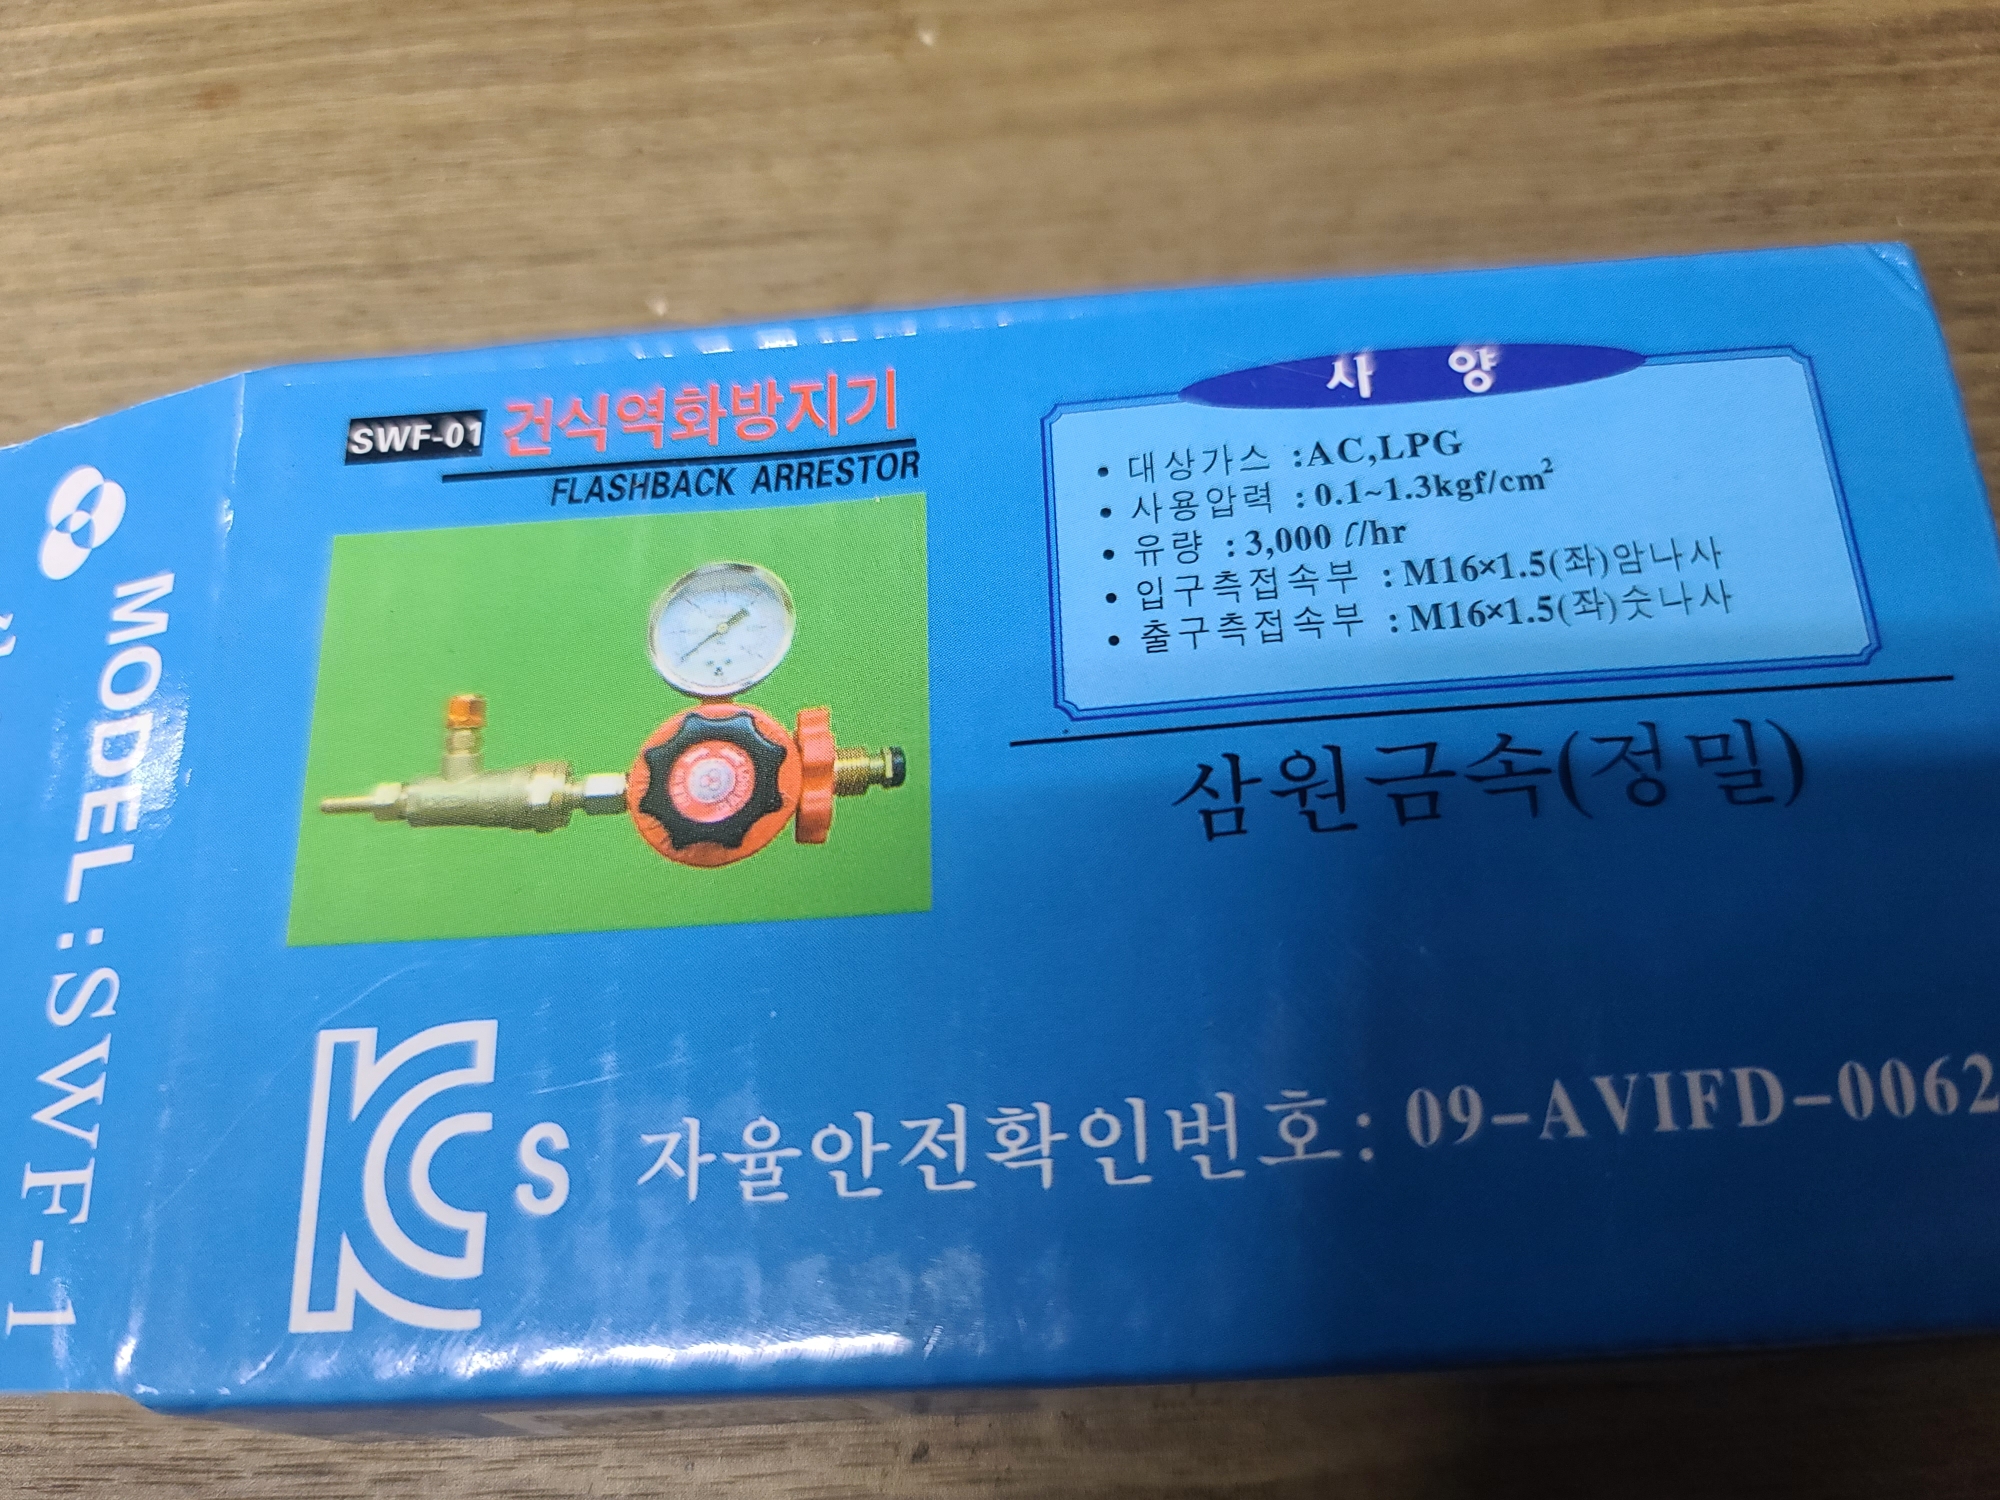 SWF-01 건식역화방지기
FLASHBACK ARRESTOR
사 양
• 대상가스 :AC,LPG
• 사용압력 : 0.1~1.3kgf/cm²
• 유량 : 3,000 ℓ/hr
• 입구측접속부 : M16×1.5(좌)암나사
• 출구측접속부 : M16×1.5(좌)숫나사
삼원금속(정밀)
S 자율안전확인번호: 09-AVIFD-0062
MODEL :SWF-1